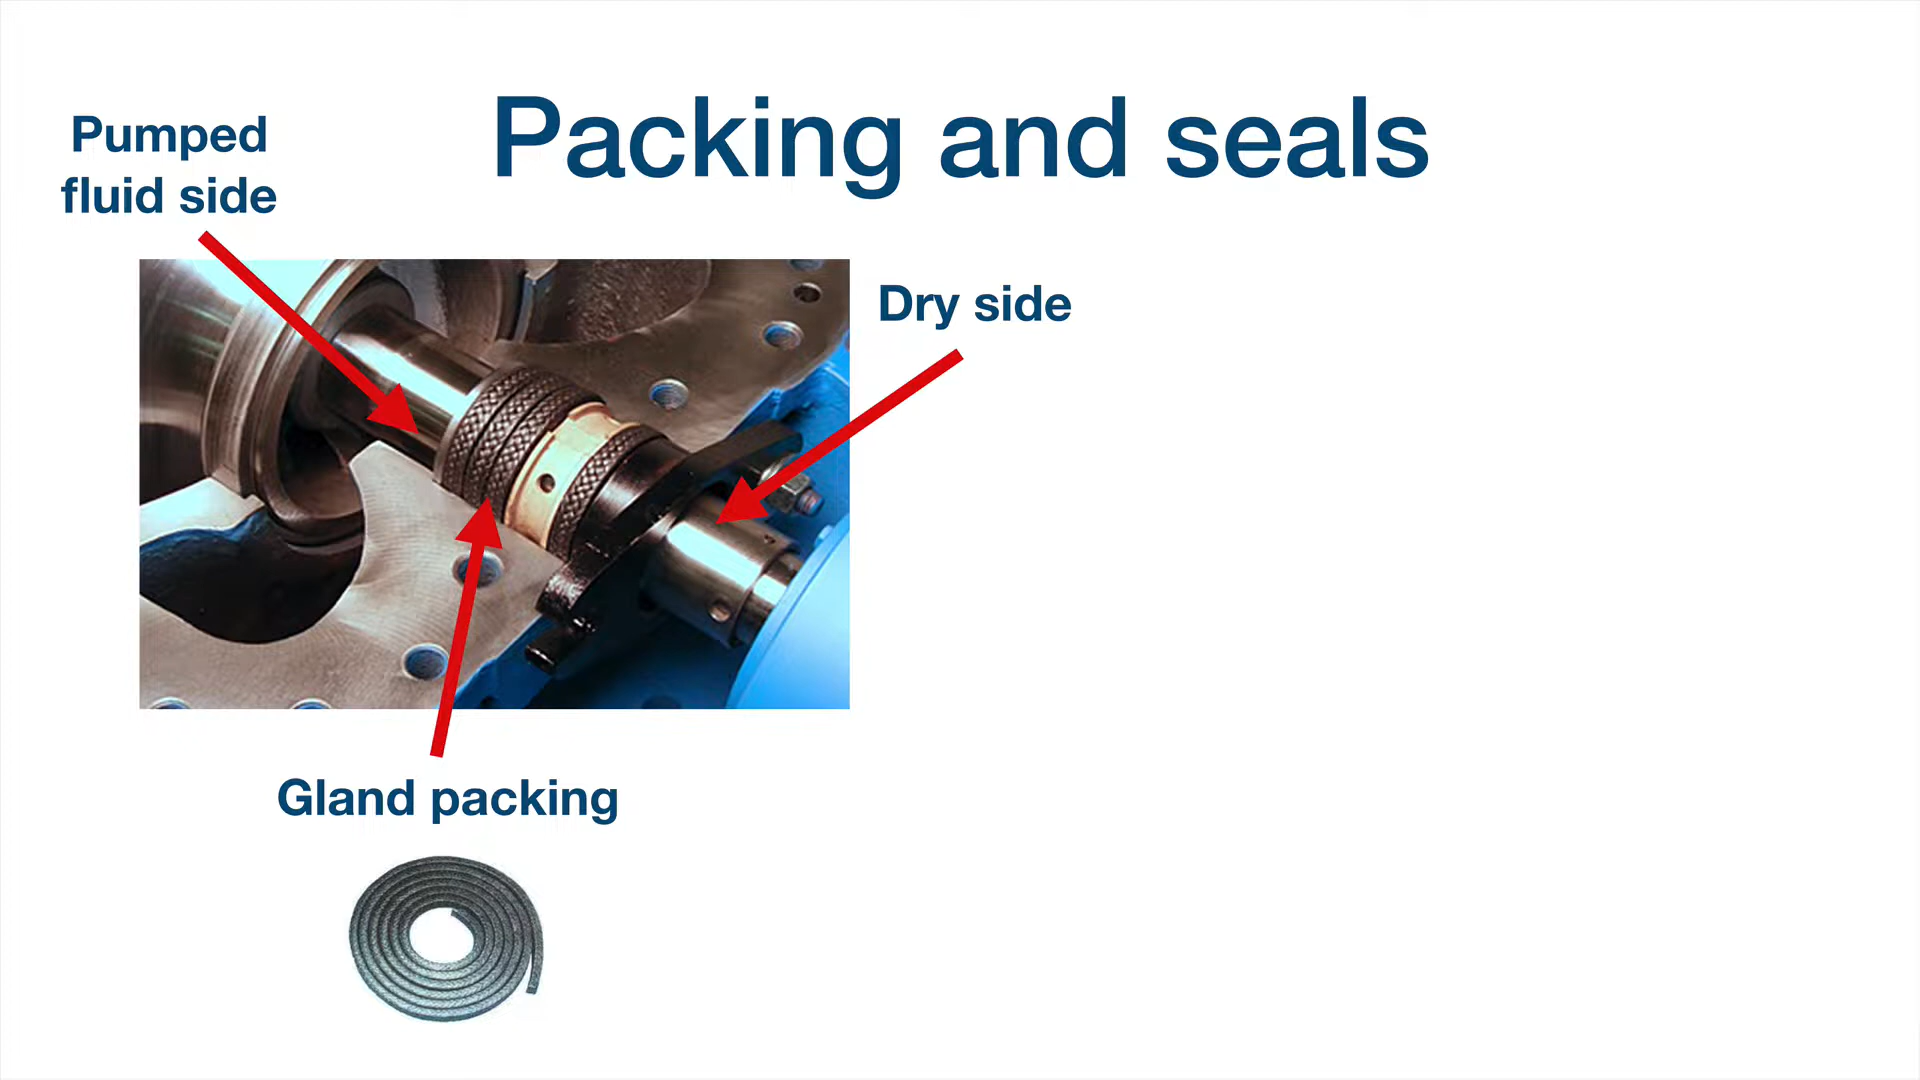 Packing and seals
Pumped
fluid side
Dry side
Gland packing